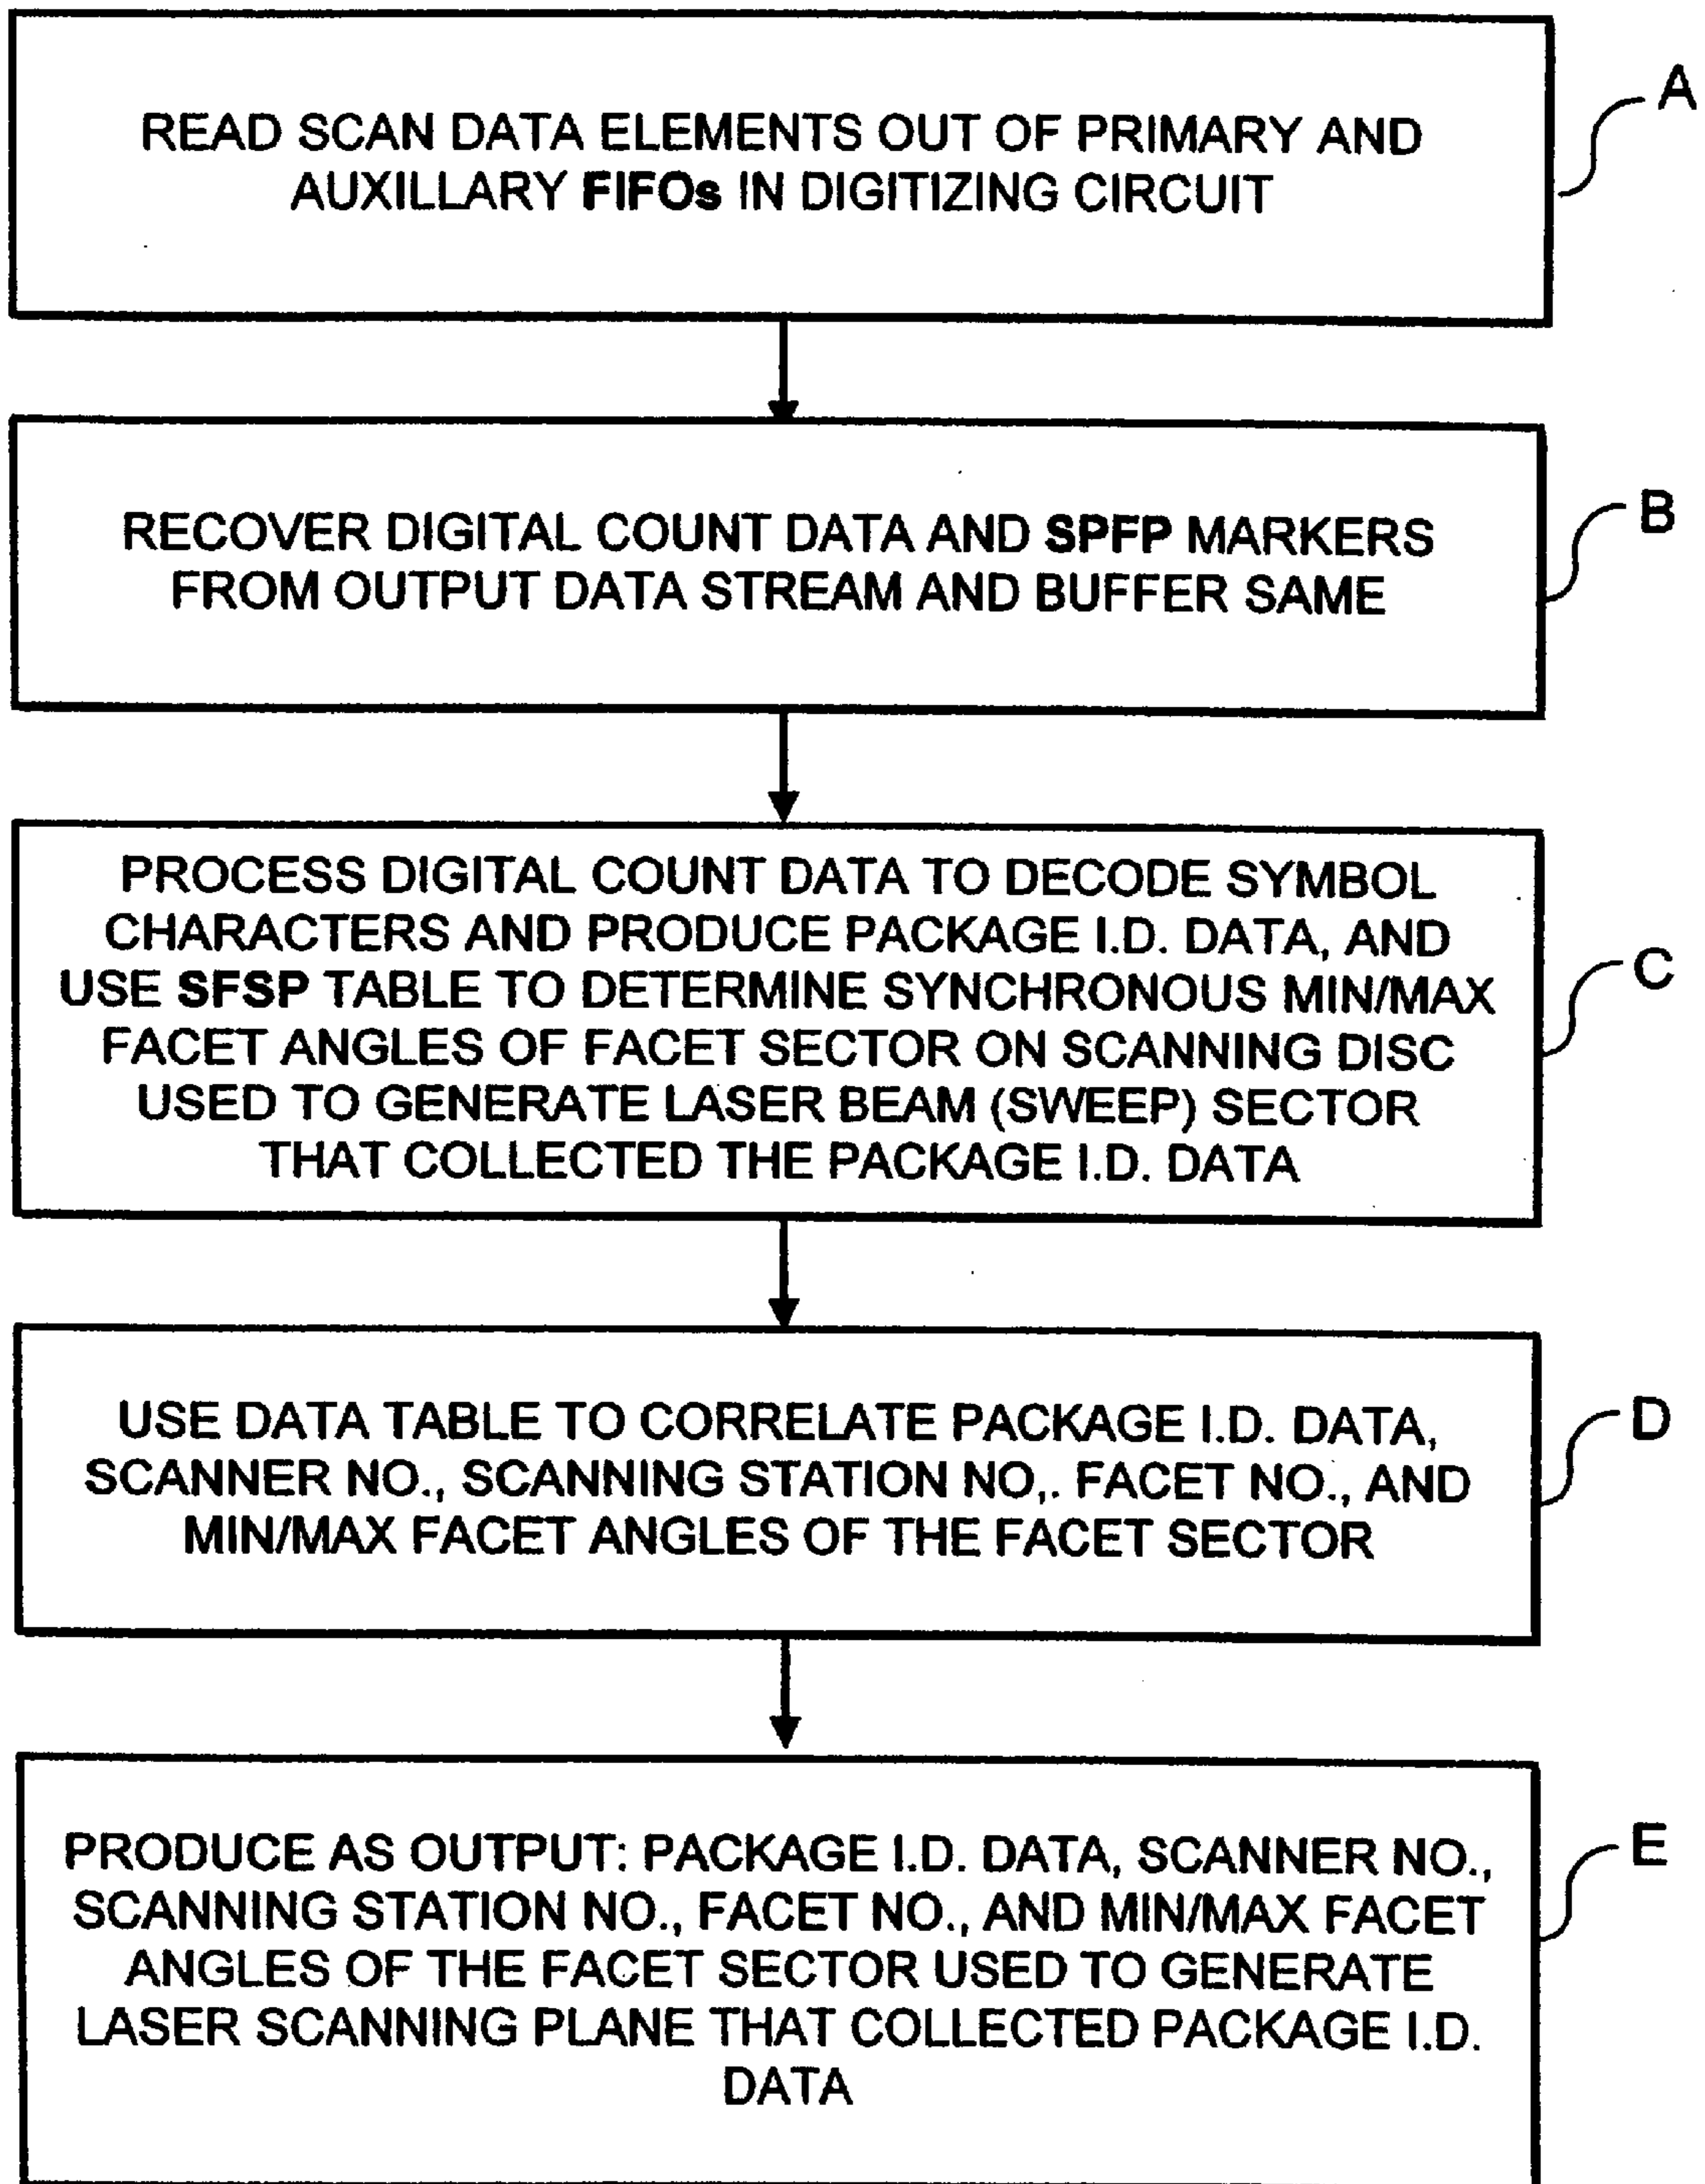 READ SCAN DATA ELEMENTS OUT OF PRIMARY AND
AUXILLARY FIFOs IN DIGITIZING CIRCUIT
A
RECOVER DIGITAL COUNT DATA AND SPFP MARKERS
FROM OUTPUT DATA STREAM AND BUFFER SAME
B
PROCESS DIGITAL COUNT DATA TO DECODE SYMBOL
CHARACTERS AND PRODUCE PACKAGE I.D. DATA, AND
USE SFSP TABLE TO DETERMINE SYNCHRONOUS MIN/MAX
FACET ANGLES OF FACET SECTOR ON SCANNING DISC
USED TO GENERATE LASER BEAM (SWEEP) SECTOR
THAT COLLECTED THE PACKAGE I.D. DATA
C
USE DATA TABLE TO CORRELATE PACKAGE I.D. DATA,
SCANNER NO., SCANNING STATION NO,. FACET NO., AND
MIN/MAX FACET ANGLES OF THE FACET SECTOR
D
PRODUCE AS OUTPUT: PACKAGE I.D. DATA, SCANNER NO.,
SCANNING STATION NO., FACET NO., AND MIN/MAX FACET
ANGLES OF THE FACET SECTOR USED TO GENERATE
LASER SCANNING PLANE THAT COLLECTED PACKAGE I.D.
DATA
E